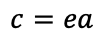 c = ea